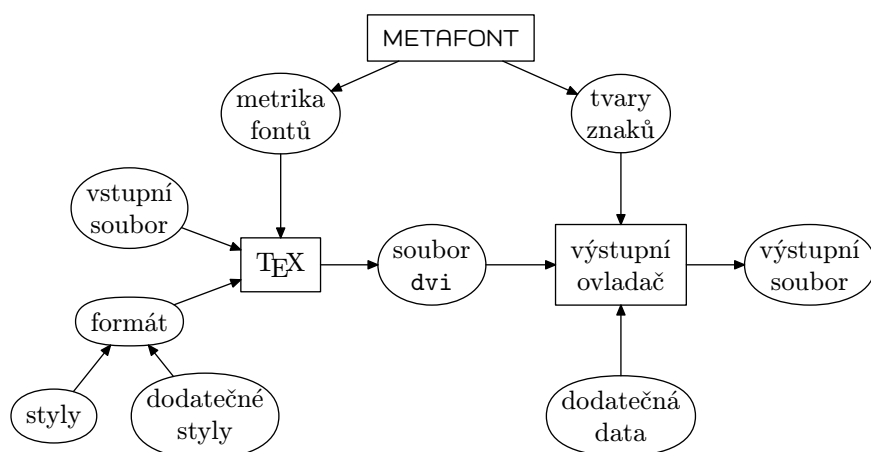 METAFONT
metrika
fontů
tvary
znaků
vstupní
soubor
TEX
soubor
dvi
výstupní
ovladač
výstupní
soubor
formát
styly
dodatečné
styly
dodatečná
data